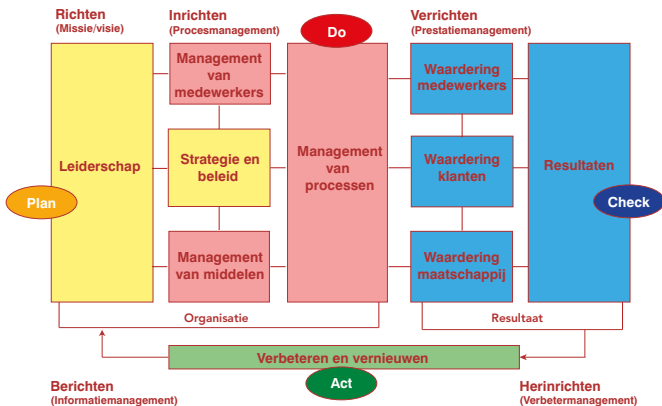 Richten
(Missie/visie)
Inrichten
(Procesmanagement)
Do
Verrichten
(Prestatiemanagement)
Management
van
medewerkers
Waardering
medewerkers
Leiderschap
Strategie en
beleid
Management
van
processen
Waardering
klanten
Resultaten
Plan
Check
Management
van middelen
Waardering
maatschappij
Organisatie
Resultaat
Verbeteren en vernieuwen
Act
Berichten
(Informatiemanagement)
Herinrichten
(Verbetermanagement)